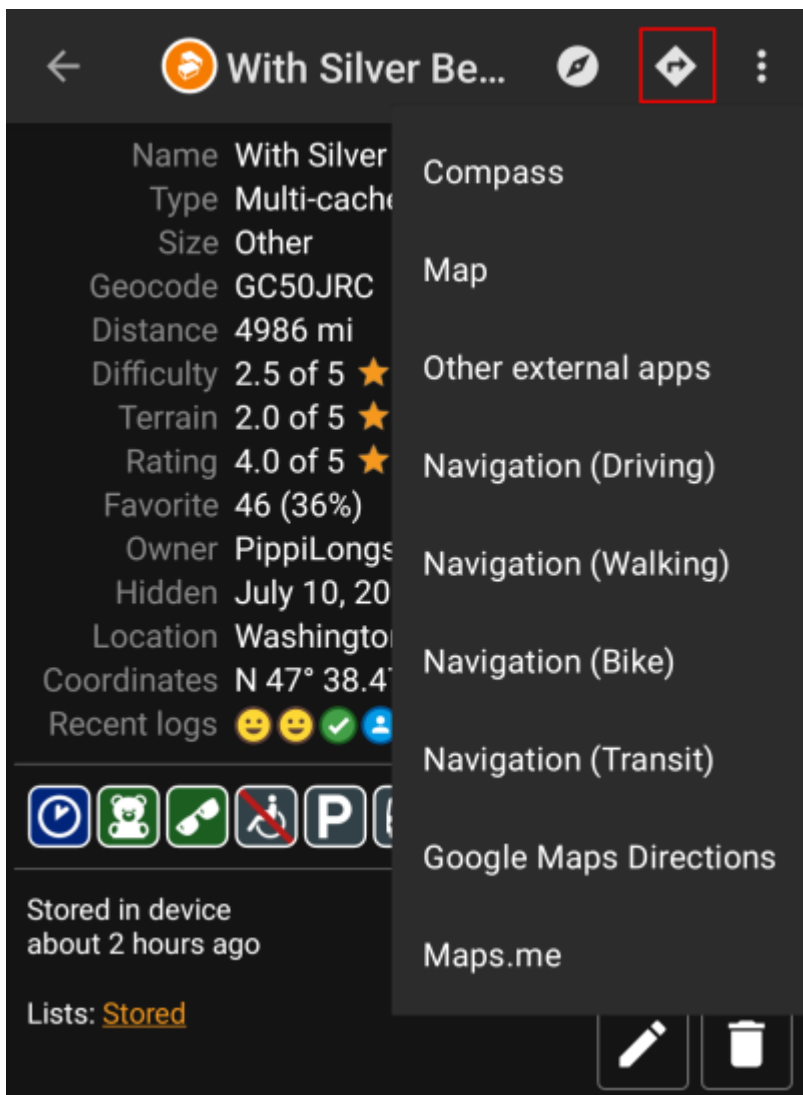 With Silver Be...
Name With Silver
Type Multi-cache
Size Other
Geocode GC50JRC
Distance 4986 mi
Difficulty 2.5 of 5
Terrain 2.0 of 5
Rating 4.0 of 5
Favorite 46 (36%)
Owner PippiLongs
Hidden July 10, 20
Location Washington
Coordinates N 47° 38.47
Recent logs
P
Stored in device
about 2 hours ago
Lists: Stored
Compass
Map
Other external apps
Navigation (Driving)
Navigation (Walking)
Navigation (Bike)
Navigation (Transit)
Google Maps Directions
Maps.me